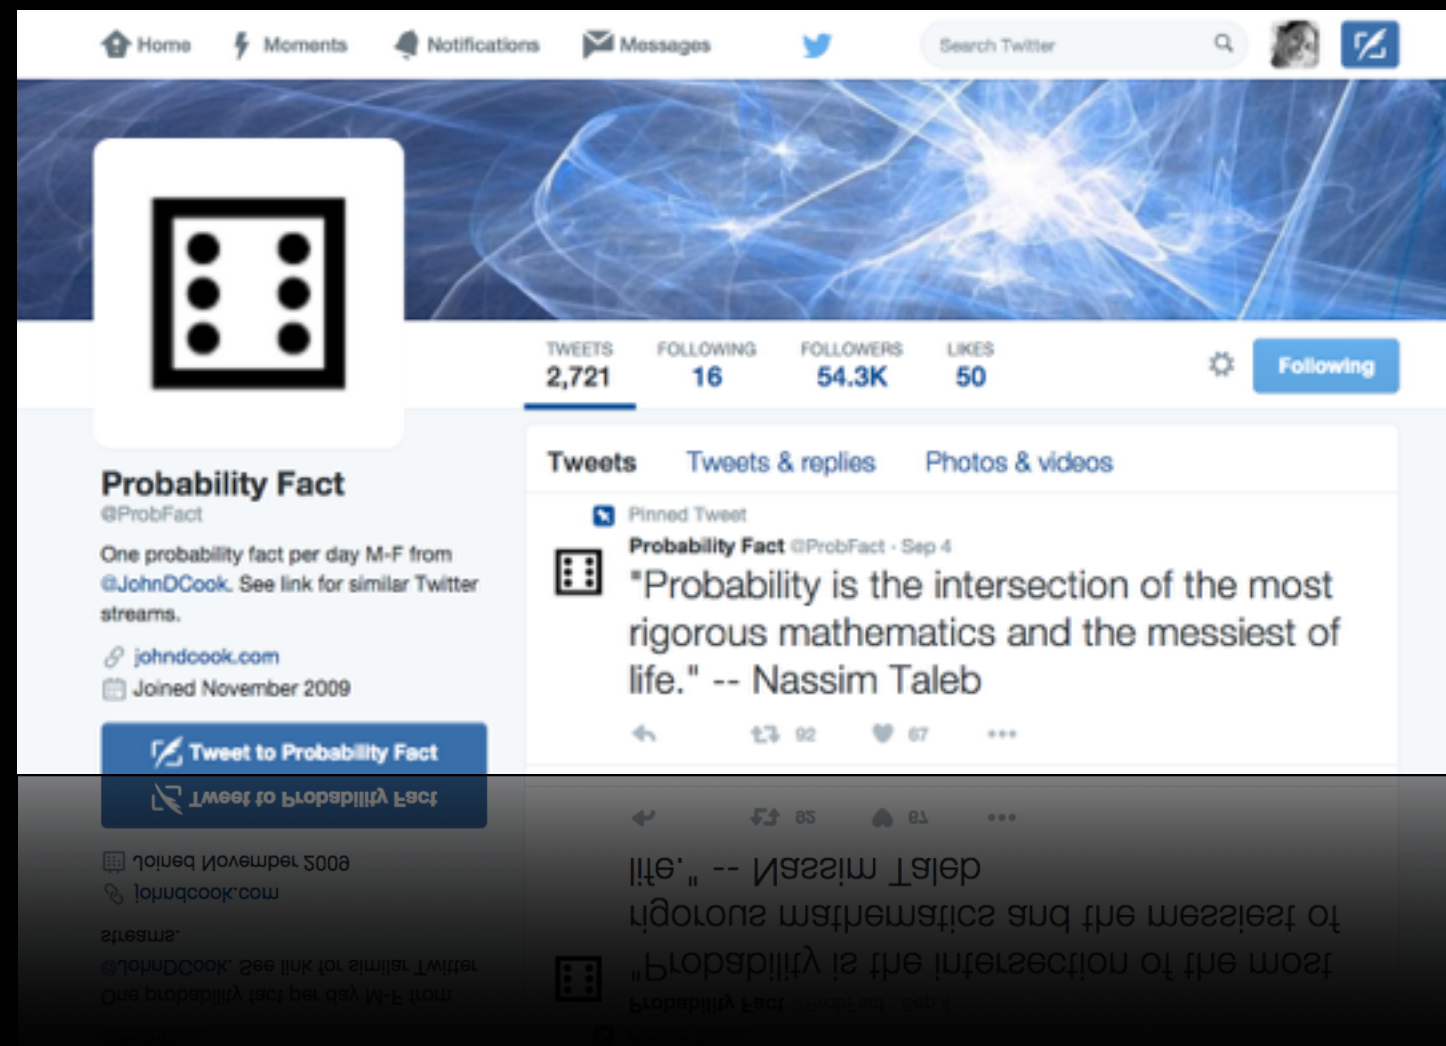 Home Moments Notifications Messages Search Twitter
TWEETS FOLLOWING FOLLOWERS LIKES
2,721 16 54.3K 50
Following
Probability Fact
@ProbFact
One probability fact per day M-F from
@JohnDCook. See link for similar Twitter
streams.
johndcook.com
Joined November 2009
Tweet to Probability Fact
Tweets Tweets & replies Photos & videos
Pinned Tweet
Probability Fact @ProbFact · Sep 4
"Probability is the intersection of the most
rigorous mathematics and the messiest of
life." -- Nassim Taleb
92 67